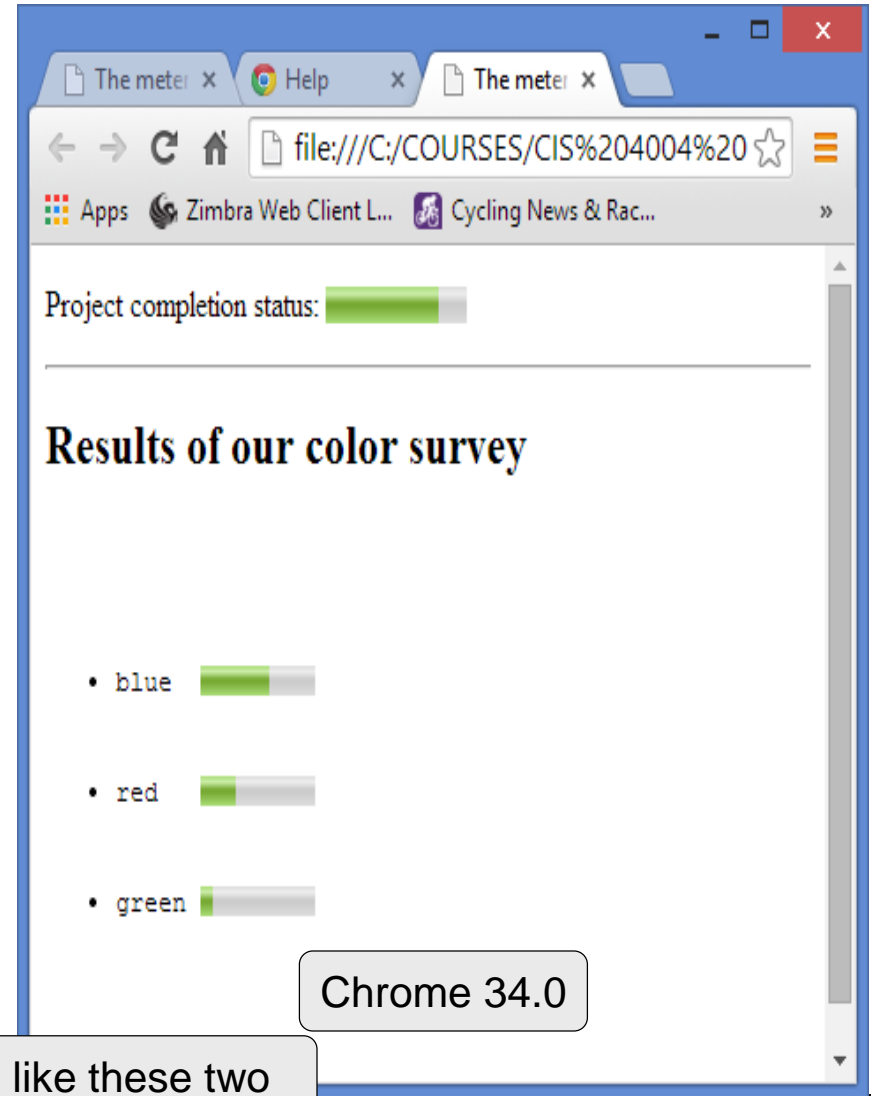 The meter
Help
The meter
file:///C:/COURSES/CIS%204004%20
Apps Zimbra Web Client L... Cycling News & Rac... »
Project completion status:
Results of our color survey
• blue
• red
• green
Chrome 34.0
like these two